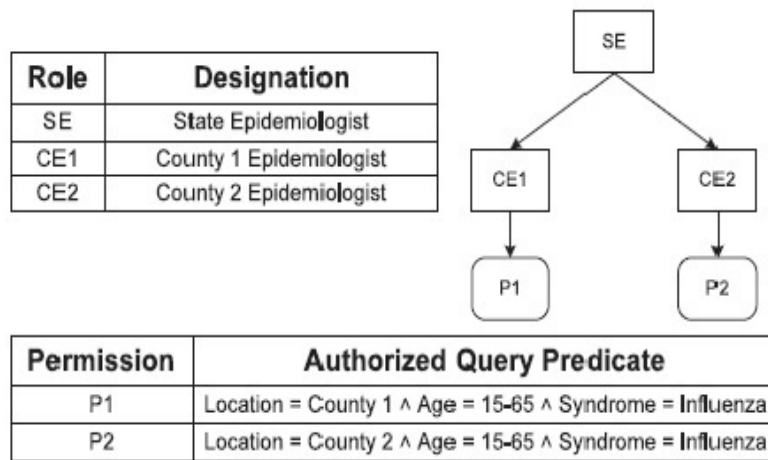 Role Designation
SE State Epidemiologist
CE1 County 1 Epidemiologist
CE2 County 2 Epidemiologist
SE
CE1 CE2
P1 P2
Permission Authorized Query Predicate
P1 Location = County 1 ∧ Age = 15-65 ∧ Syndrome = Influenza
P2 Location = County 2 ∧ Age = 15-65 ∧ Syndrome = Influenza